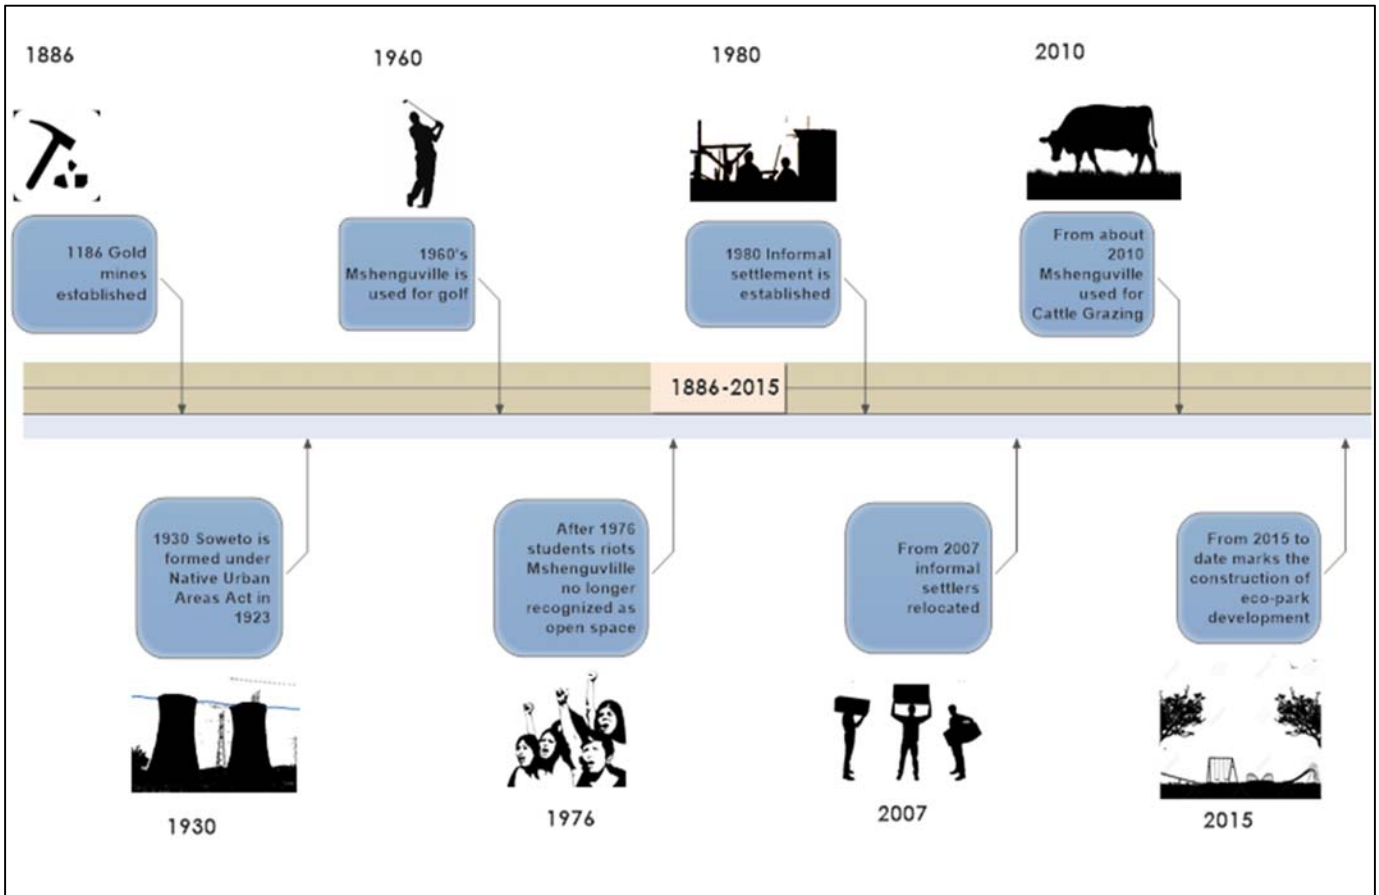 1886
1960
1980
2010
1186 Gold
mines
established
1960's
Mshenguville is
used for golf
1980 Informal
settlement is
established
From about
2010
Mshenguville
used for
Cattle Grazing
1886-2015
1930 Soweto is
formed under
Native Urban
Areas Act in
1923
After 1976
students riots
Mshenguvlille
no longer
recognized as
open space
From 2007
informal
settlers
relocated
From 2015 to
date marks the
construction of
eco-park
development
1930
1976
2007
2015